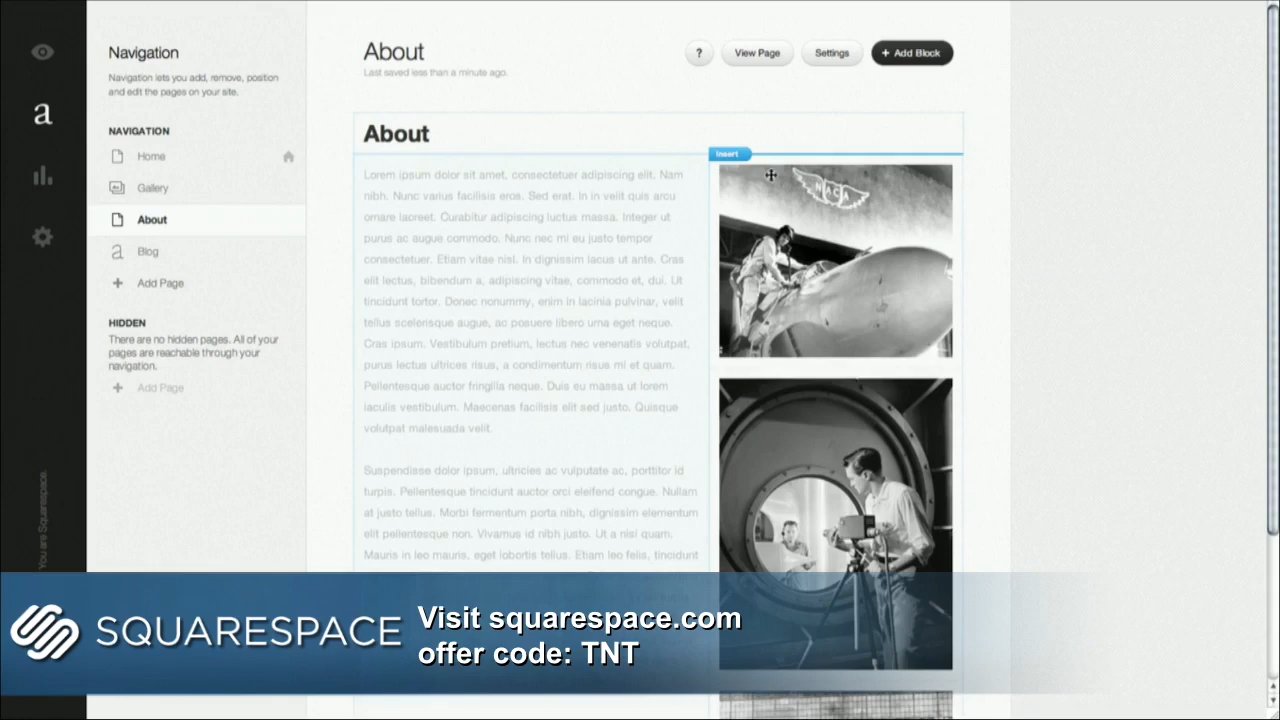 Navigation
Navigation lets you add, remove, position
and edit the pages on your site.
NAVIGATION
Home
Gallery
About
Blog
+ Add Page
HIDDEN
There are no hidden pages. All of your
pages are reachable through your
navigation.
+ Add Page
You are Squarespace.
a
About
Last saved less than a minute ago.
?
View Page
Settings
+ Add Block
About
Insert
Lorem ipsum dolor sit amet, consectetuer adipiscing elit. Nam
nibh. Nunc varius facilisis eros. Sed erat. In in velit quis arcu
ornare laoreet. Curabitur adipiscing luctus massa. Integer ut
purus ac augue commodo. Nunc nec mi eu justo tempor
consectetuer. Etiam vitae nisl. In dignissim lacus ut ante. Cras
elit lectus, bibendum a, adipiscing vitae, commodo et, dui. Ut
tincidunt tortor. Donec nonummy, enim in lacinia pulvinar, velit
tellus scelerisque augue, ac posuere libero urna eget neque.
Cras ipsum. Vestibulum pretium, lectus nec venenatis volutpat,
purus lectus ultrices risus, a condimentum risus mi et quam.
Pellentesque auctor fringilla neque. Duis eu massa ut lorem
iaculis vestibulum. Maecenas facilisis elit sed justo. Quisque
volutpat malesuada velit.
Suspendisse dolor ipsum, ultricies ac vulputate ac, porttitor id
turpis. Pellentesque tincidunt auctor orci eleifend congue. Nullam
at justo tellus. Morbi fermentum porta nibh, dignissim elementum
elit pellentesque non. Vivamus id nibh justo. Ut a nisl quam.
Mauris in leo mauris, eget lobortis tellus. Etiam leo felis, tincidunt
NACA
SQUARESPACE
Visit squarespace.com
offer code: TNT